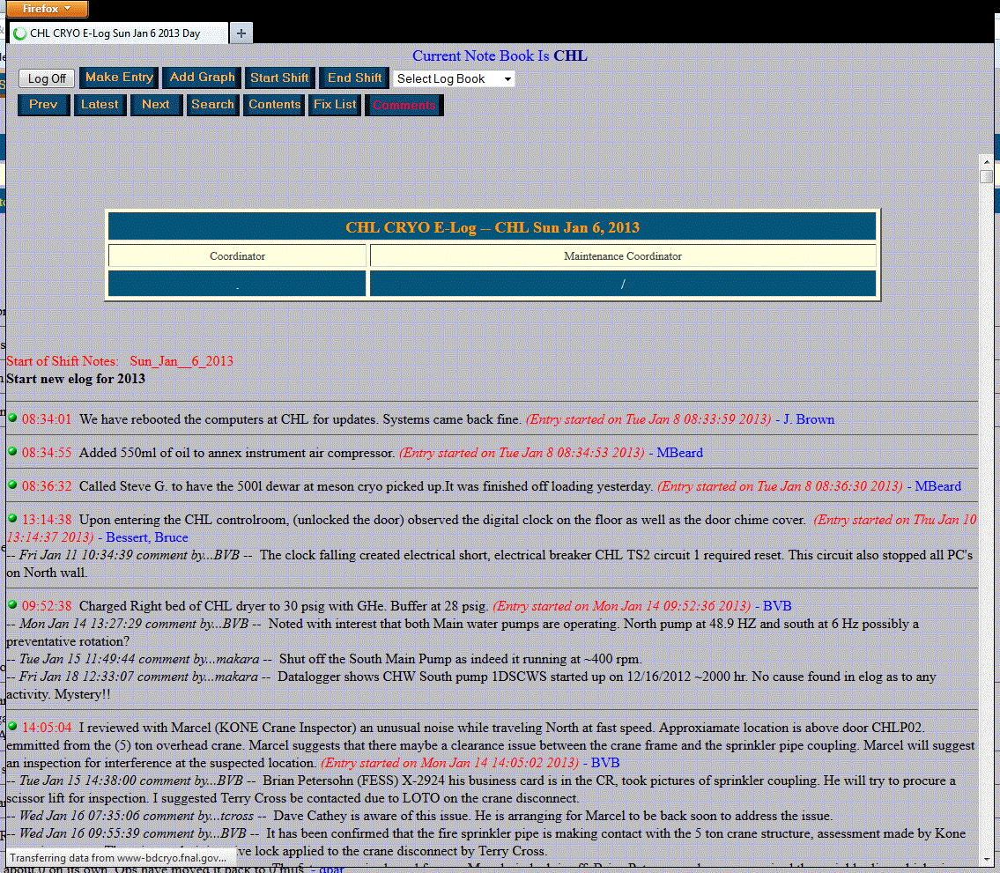 Firefox
CHL CRYO E-Log Sun Jan 6 2013 Day
Current Note Book Is CHL
Log Off Make Entry Add Graph Start Shift End Shift Select Log Book
Prev Latest Next Search Contents Fix List Comments
CHL CRYO E-Log -- CHL Sun Jan 6, 2013
Coordinator Maintenance Coordinator
. /
Start of Shift Notes: Sun_Jan__6_2013
Start new elog for 2013
08:34:01 We have rebooted the computers at CHL for updates. Systems came back fine. (Entry started on Tue Jan 8 08:33:59 2013) - J. Brown
08:34:55 Added 550ml of oil to annex instrument air compressor. (Entry started on Tue Jan 8 08:34:53 2013) - MBeard
08:36:32 Called Steve G. to have the 500l dewar at meson cryo picked up.It was finished off loading yesterday. (Entry started on Tue Jan 8 08:36:30 2013) - MBeard
13:14:38 Upon entering the CHL controlroom, (unlocked the door) observed the digital clock on the floor as well as the door chime cover. (Entry started on Thu Jan 10
13:14:37 2013) - Bessert, Bruce
-- Fri Jan 11 10:34:39 comment by...BVB -- The clock falling created electrical short, electrical breaker CHL TS2 circuit 1 required reset. This circuit also stopped all PC's
on North wall.
09:52:38 Charged Right bed of CHL dryer to 30 psig with GHe. Buffer at 28 psig. (Entry started on Mon Jan 14 09:52:36 2013) - BVB
-- Mon Jan 14 13:27:29 comment by...BVB -- Noted with interest that both Main water pumps are operating. North pump at 48.9 HZ and south at 6 Hz possibly a
preventative rotation?
-- Tue Jan 15 11:49:44 comment by...makara -- Shut off the South Main Pump as indeed it running at ~400 rpm.
-- Fri Jan 18 12:33:07 comment by...makara -- Datalogger shows CHW South pump 1DSCWS started up on 12/16/2012 ~2000 hr. No cause found in elog as to any
activity. Mystery!!
14:05:04 I reviewed with Marcel (KONE Crane Inspector) an unusual noise while traveling North at fast speed. Approxiamate location is above door CHLP02.
emmitted from the (5) ton overhead crane. Marcel suggests that there maybe a clearance issue between the crane frame and the sprinkler pipe coupling. Marcel will suggest
an inspection for interference at the suspected location. (Entry started on Mon Jan 14 14:05:02 2013) - BVB
-- Tue Jan 15 14:38:00 comment by...BVB -- Brian Petersohn (FESS) X-2924 his business card is in the CR, took pictures of sprinkler coupling. He will try to procure a
scissor lift for inspection. I suggested Terry Cross be contacted due to LOTO on the crane disconnect.
-- Wed Jan 16 07:35:06 comment by...tcross -- Dave Cathey is aware of this issue. He is arranging for Marcel to be back soon to address the issue.
-- Wed Jan 16 09:55:39 comment by...BVB -- It has been confirmed that the fire sprinkler pipe is making contact with the 5 ton crane structure, assessment made by Kone
lock applied to the crane disconnect by Terry Cross.
Transferring data from www-bdcryo.fnal.gov...